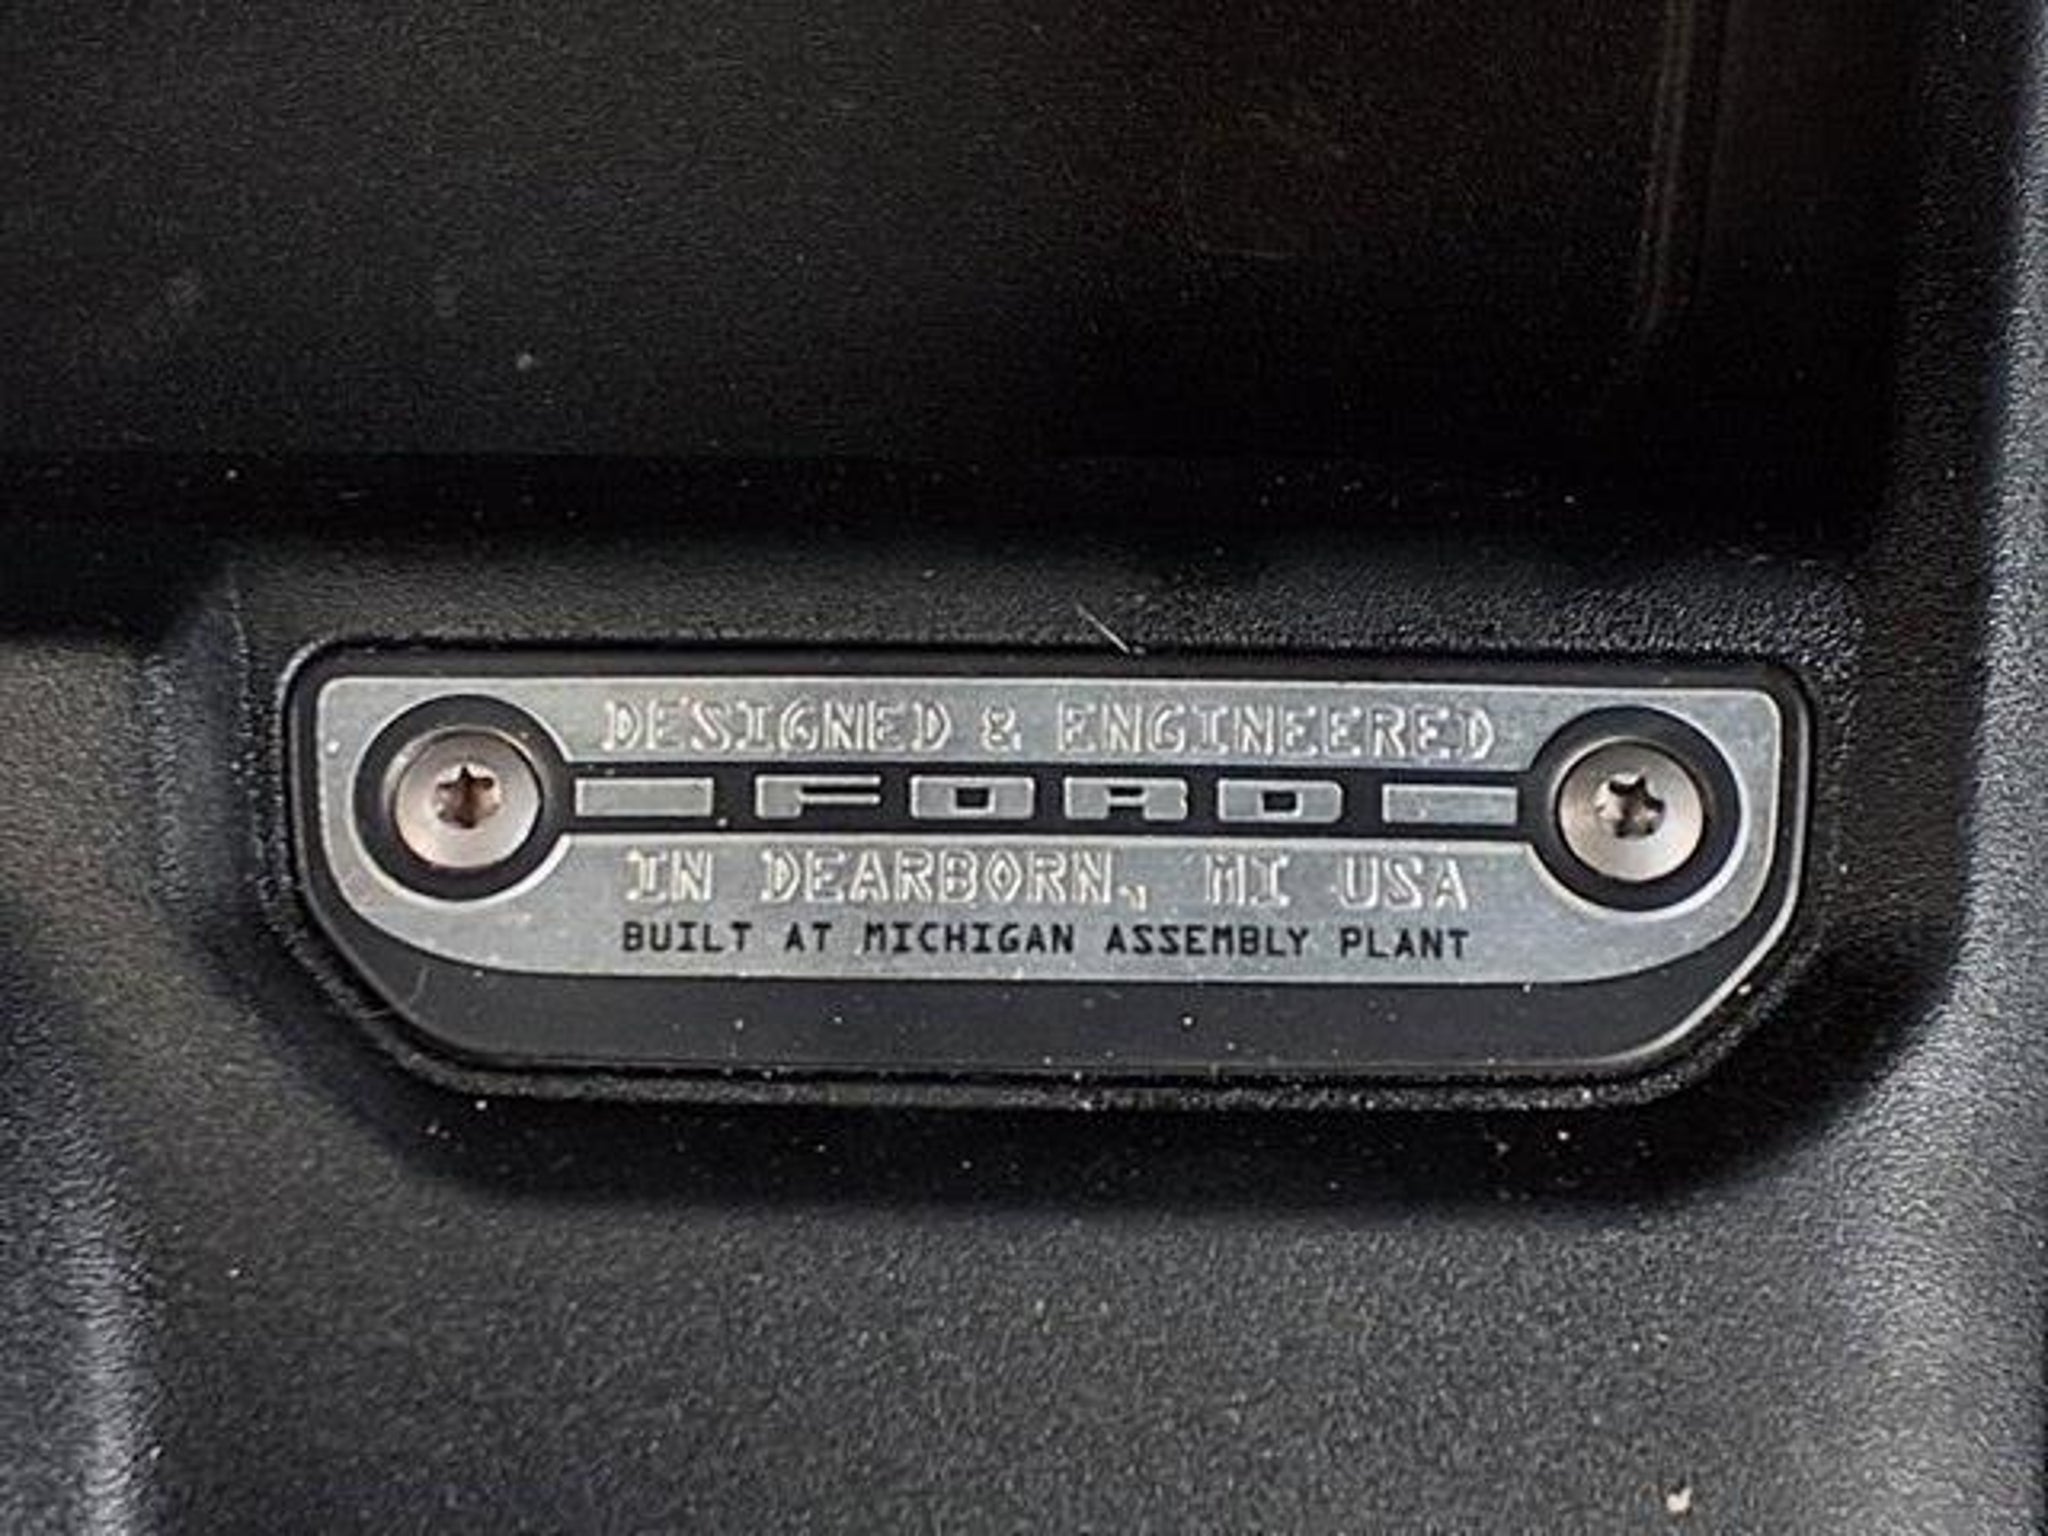 DESIGNED & ENGINEERED
FORD
IN DEARBORN, MI USA
BUILT AT MICHIGAN ASSEMBLY PLANT